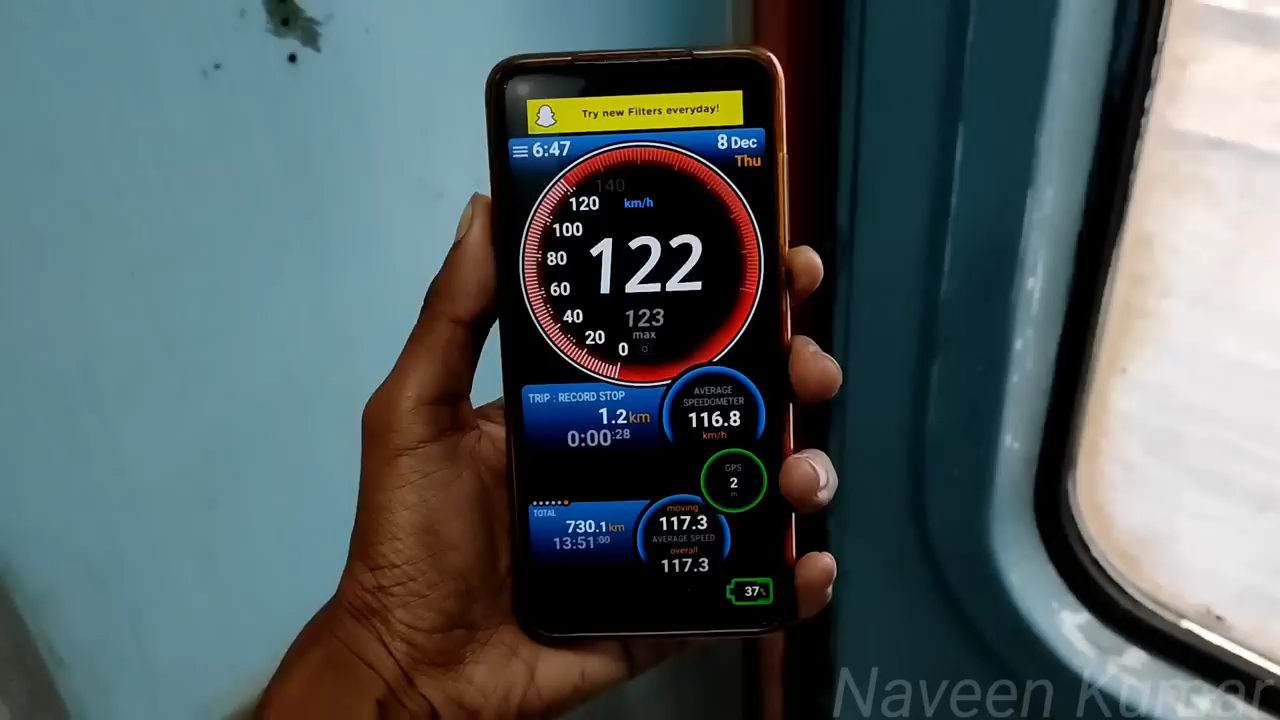 Try new Filters everyday!
6:47
8 Dec
Thu
140
120
km/h
100
80
122
60
40
123
max
20
0
TRIP : RECORD STOP
1.2 km
0:00:28
AVERAGE
SPEEDOMETER
116.8
km/h
GPS
2
m
TOTAL
730.1 km
13:51:00
moving
117.3
AVERAGE SPEED
overall
117.3
37%
Naveen Kumar